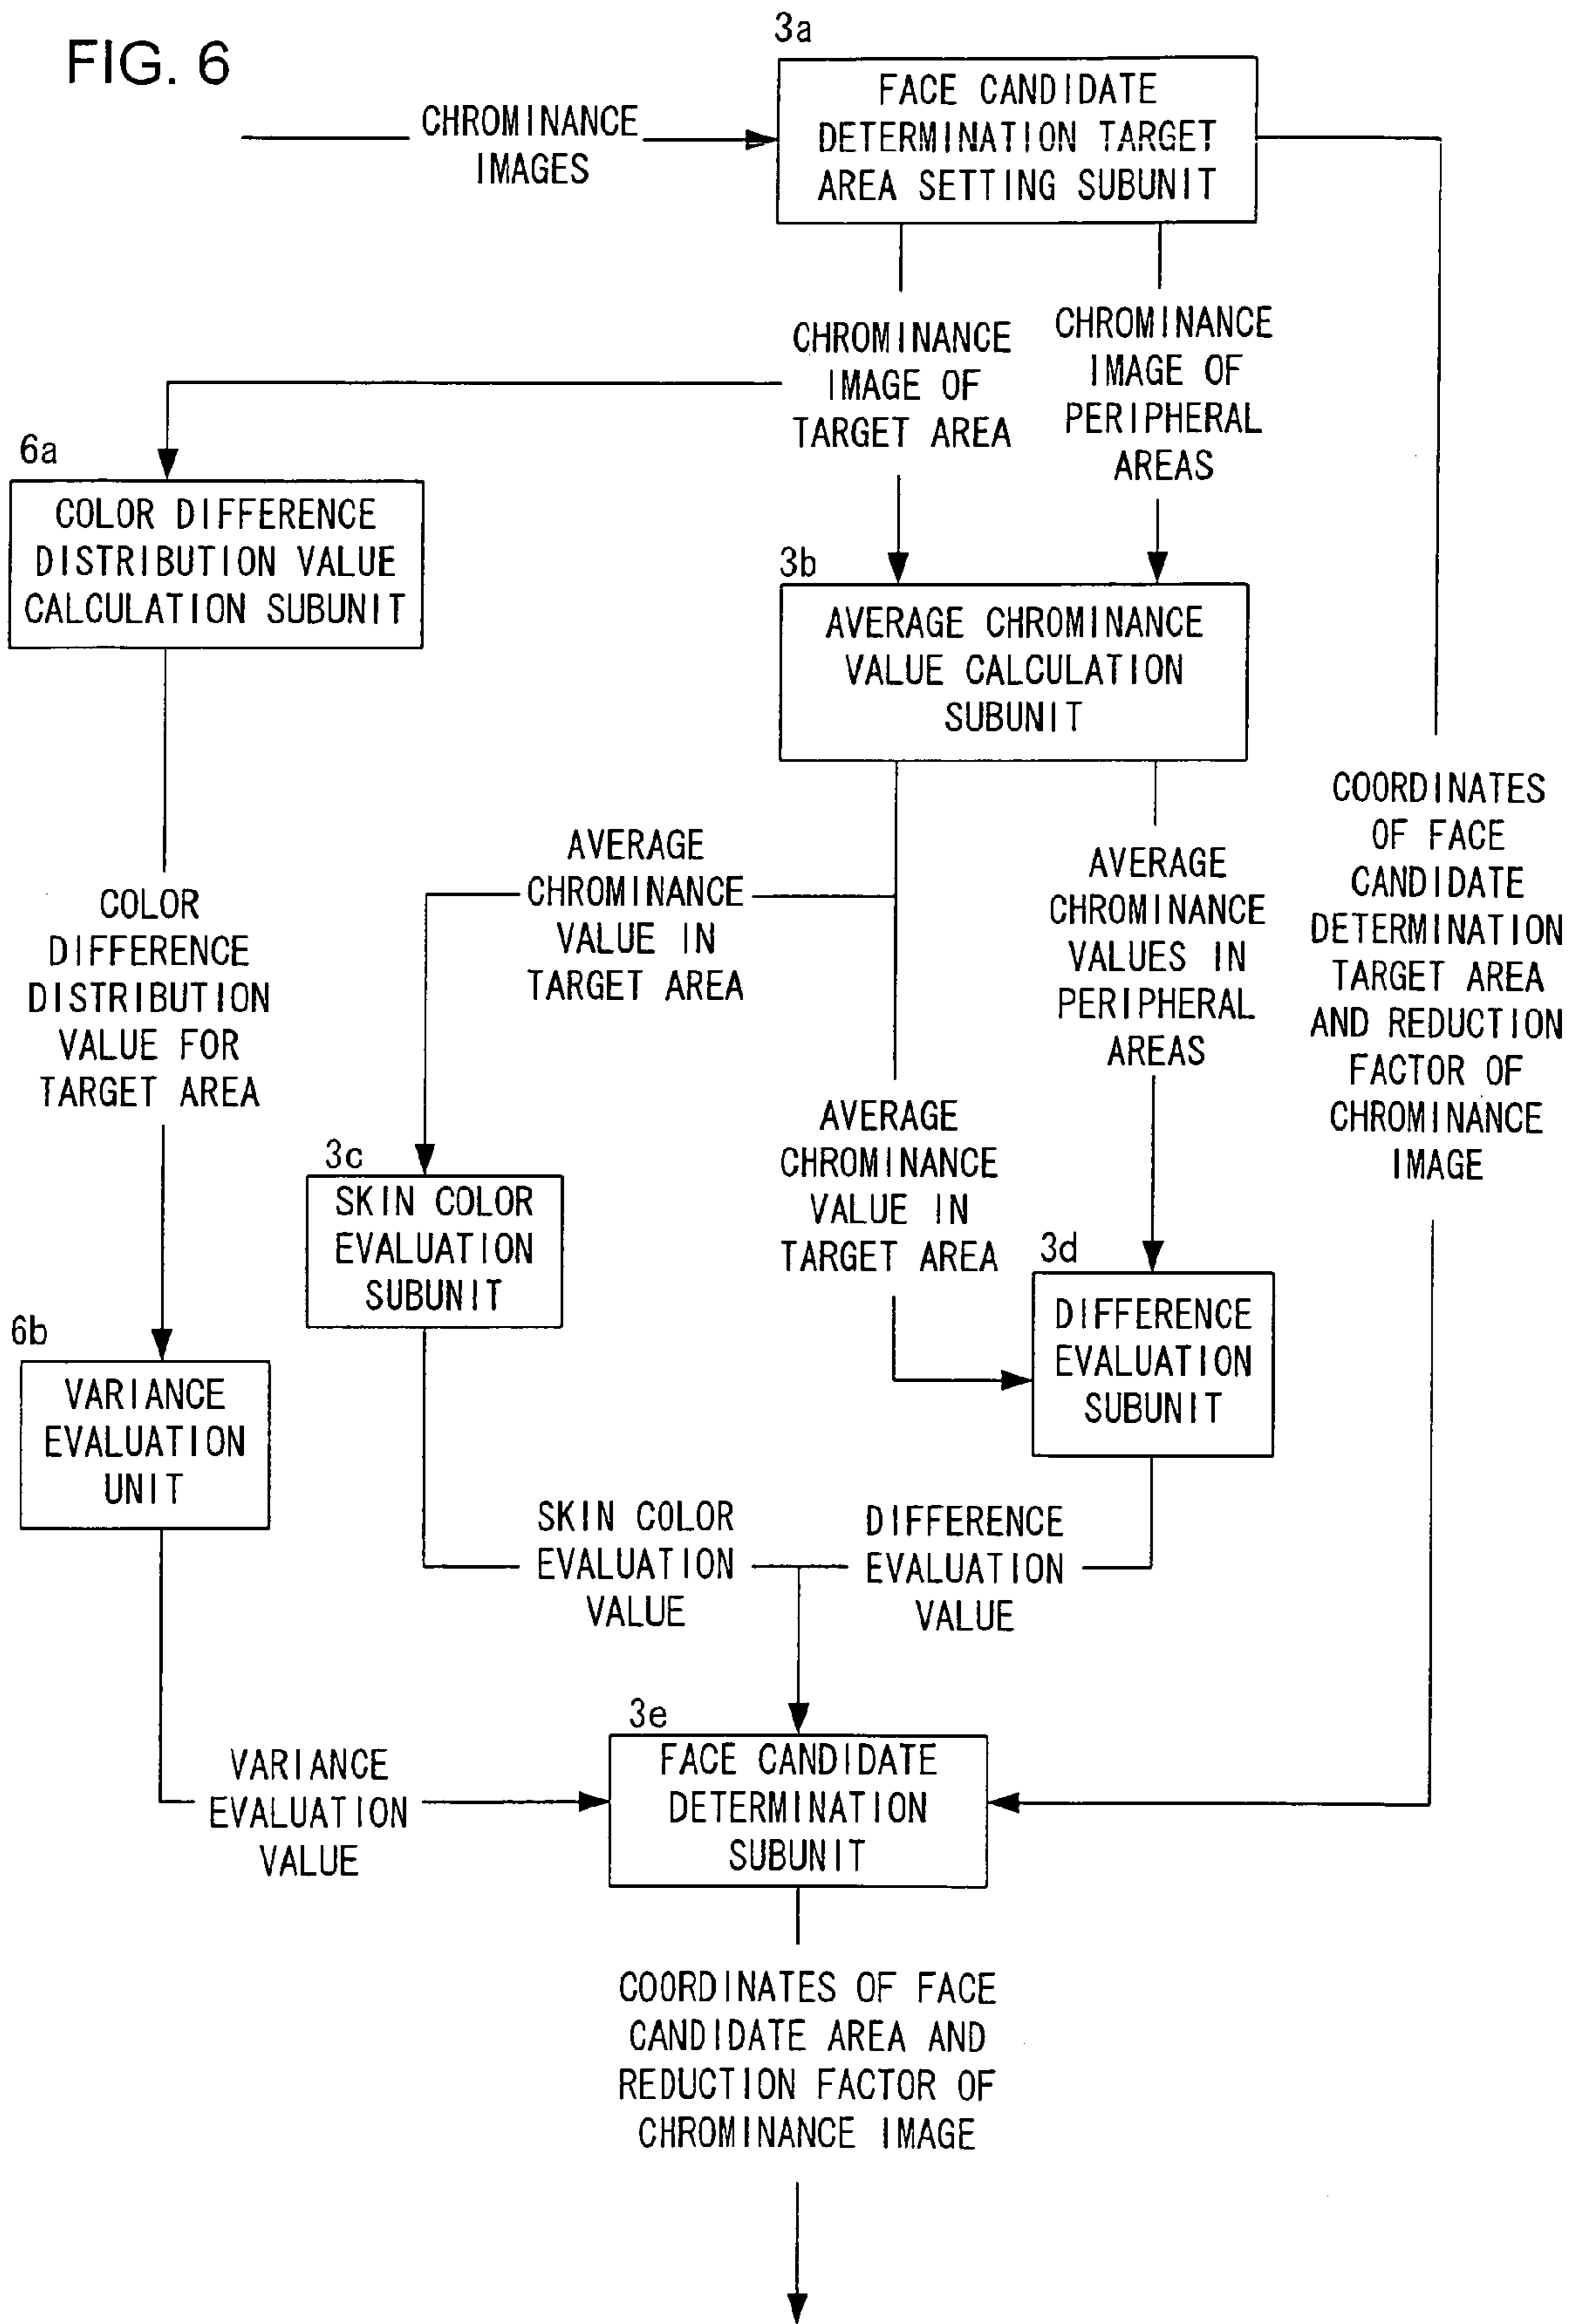 FIG. 6
3a
FACE CANDIDATE
DETERMINATION TARGET
AREA SETTING SUBUNIT
CHROMINANCE
IMAGES
CHROMINANCE
IMAGE OF
TARGET AREA
CHROMINANCE
IMAGE OF
PERIPHERAL
AREAS
6a
COLOR DIFFERENCE
DISTRIBUTION VALUE
CALCULATION SUBUNIT
3b
AVERAGE CHROMINANCE
VALUE CALCULATION
SUBUNIT
COORDINATES
OF FACE
CANDIDATE
DETERMINATION
TARGET AREA
AND REDUCTION
FACTOR OF
CHROMINANCE
IMAGE
AVERAGE
CHROMINANCE
VALUE IN
TARGET AREA
AVERAGE
CHROMINANCE
VALUES IN
PERIPHERAL
AREAS
COLOR
DIFFERENCE
DISTRIBUTION
VALUE FOR
TARGET AREA
AVERAGE
CHROMINANCE
VALUE IN
TARGET AREA
3c
SKIN COLOR
EVALUATION
SUBUNIT
3d
DIFFERENCE
EVALUATION
SUBUNIT
6b
VARIANCE
EVALUATION
UNIT
SKIN COLOR
EVALUATION
VALUE
DIFFERENCE
EVALUATION
VALUE
3e
FACE CANDIDATE
DETERMINATION
SUBUNIT
VARIANCE
EVALUATION
VALUE
COORDINATES OF FACE
CANDIDATE AREA AND
REDUCTION FACTOR OF
CHROMINANCE IMAGE